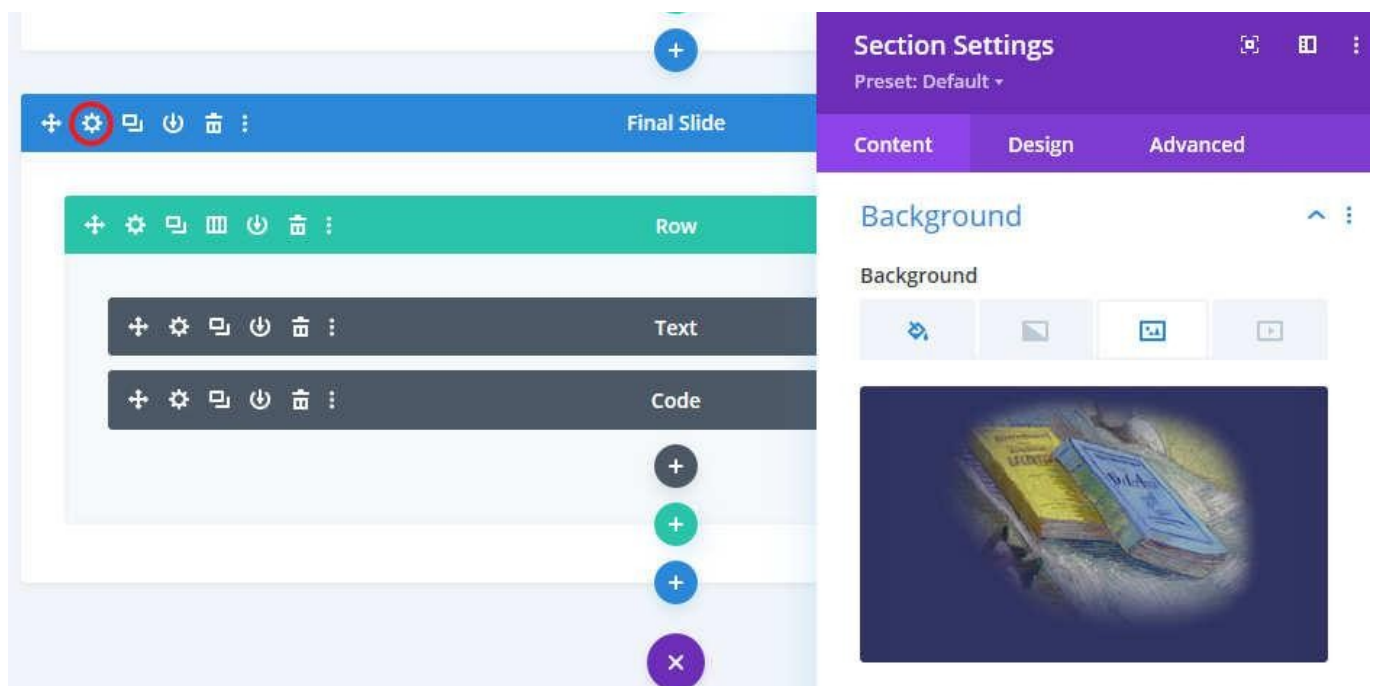 Section Settings
Preset: Default
Final Slide
Content Design Advanced
Row
Background
Background
Text
Code